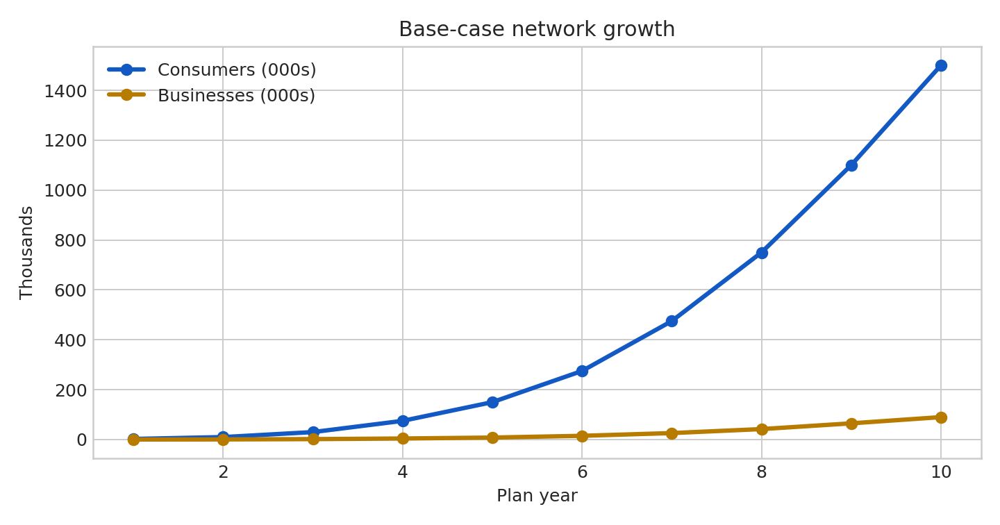 Base-case network growth
Consumers (000s)
Businesses (000s)
1400
1200
1000
800
600
400
200
0
Thousands
2 4 6 8 10
Plan year